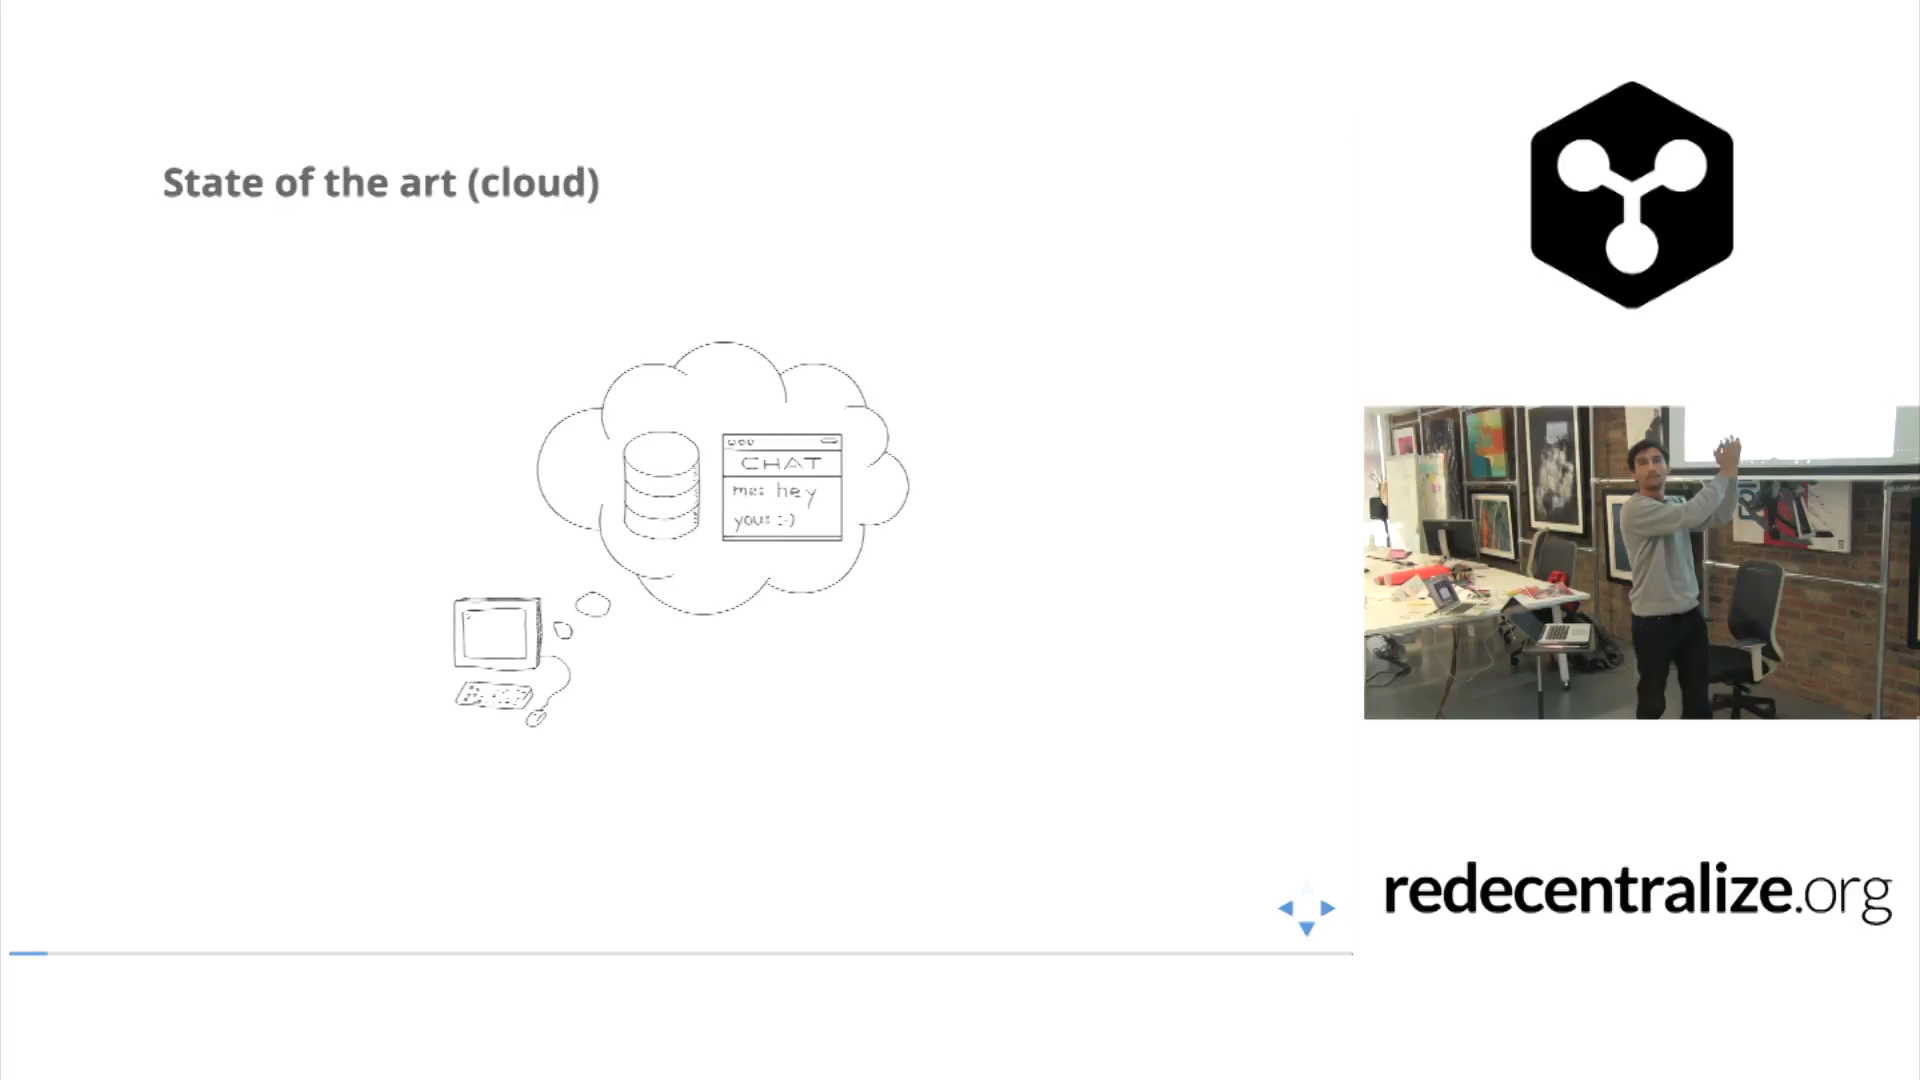 State of the art (cloud)
CHAT
me: hey
you: :-)
redecentralize.org